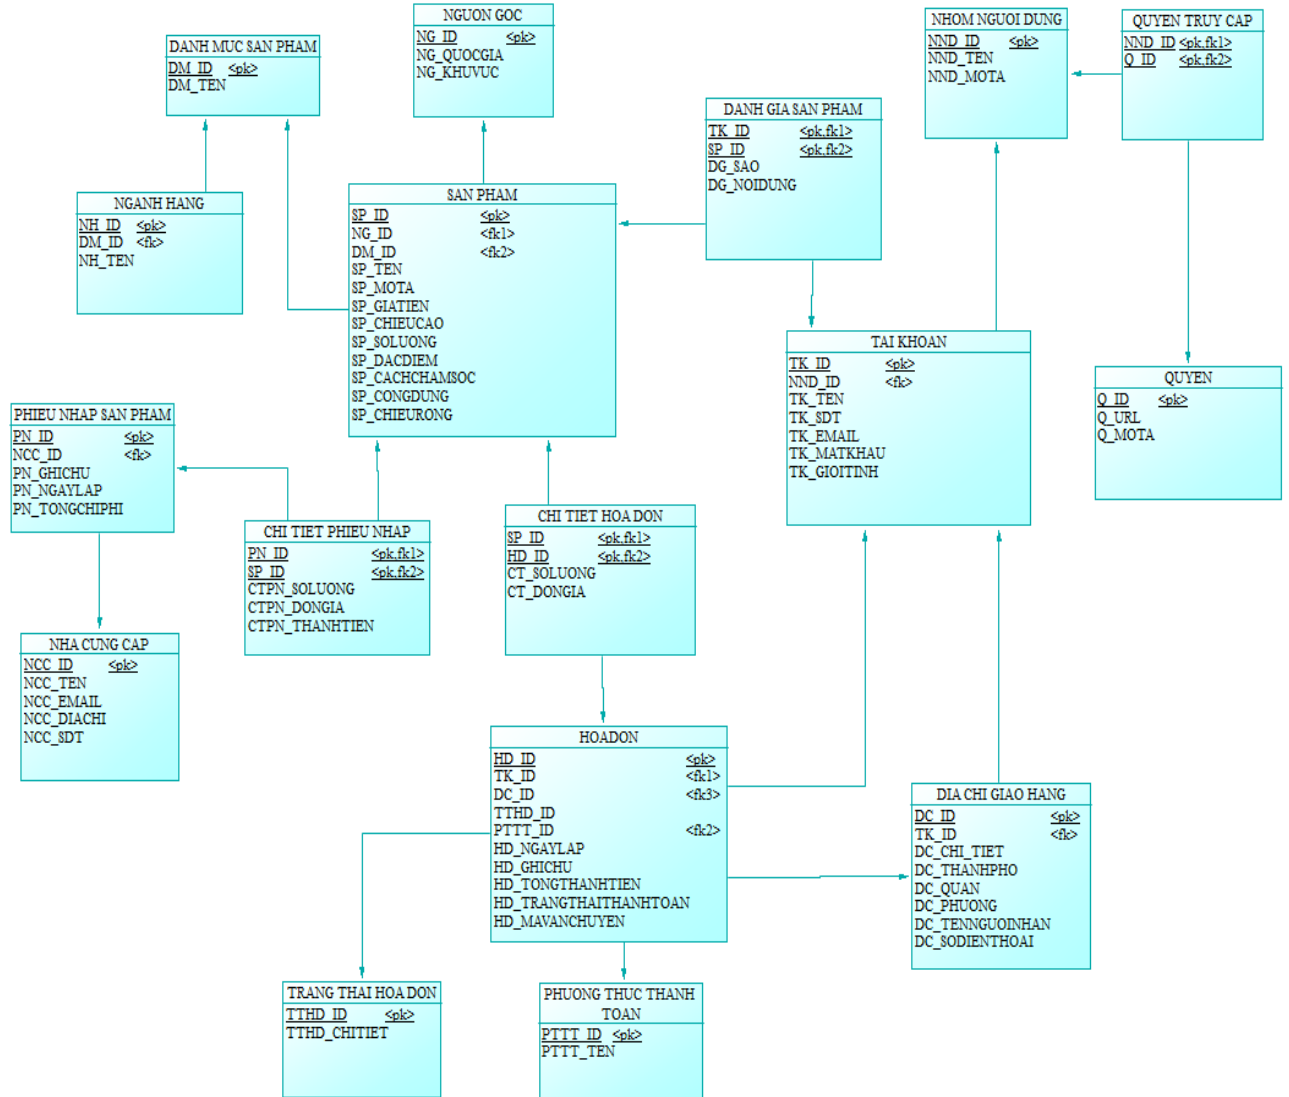 NGUON GOC
NG_ID <pk>
NG_QUOCGIA
NG_KHUVUC
NHOM NGUOI DUNG
NND_ID <pk>
NND_TEN
NND_MOTA
QUYEN TRUY CAP
NND_ID <pk,fk1>
Q_ID <pk,fk2>
DANH MUC SAN PHAM
DM_ID <pk>
DM_TEN
DANH GIA SAN PHAM
TK_ID <pk,fk1>
SP_ID <pk,fk2>
DG_SAO
DG_NOIDUNG
NGANH HANG
NH_ID <pk>
DM_ID <fk>
NH_TEN
SAN PHAM
SP_ID <pk>
NG_ID <fk1>
DM_ID <fk2>
SP_TEN
SP_MOTA
SP_GIATIEN
SP_CHIEUCAO
SP_SOLUONG
SP_DACDIEM
SP_CACHCHAMSOC
SP_CONGDUNG
SP_CHIEURONG
TAI KHOAN
TK_ID <pk>
NND_ID <fk>
TK_TEN
TK_SDT
TK_EMAIL
TK_MATKHAU
TK_GIOITINH
QUYEN
Q_ID <pk>
Q_URL
Q_MOTA
PHIEU NHAP SAN PHAM
PN_ID <pk>
NCC_ID <fk>
PN_GHICHU
PN_NGAYLAP
PN_TONGCHIPHI
CHI TIET PHIEU NHAP
PN_ID <pk,fk1>
SP_ID <pk,fk2>
CTPN_SOLUONG
CTPN_DONGIA
CTPN_THANHTIEN
CHI TIET HOA DON
SP_ID <pk,fk1>
HD_ID <pk,fk2>
CT_SOLUONG
CT_DONGIA
NHA CUNG CAP
NCC_ID <pk>
NCC_TEN
NCC_EMAIL
NCC_DIACHI
NCC_SDT
HOADON
HD_ID <pk>
TK_ID <fk1>
DC_ID <fk3>
TTHD_ID
PTTT_ID <fk2>
HD_NGAYLAP
HD_GHICHU
HD_TONGTHANHTIEN
HD_TRANGTHAITHANHTOAN
HD_MAVANCHUYEN
DIA CHI GIAO HANG
DC_ID <pk>
TK_ID <fk>
DC_CHI_TIET
DC_THANHPHO
DC_QUAN
DC_PHUONG
DC_TENNGUOINHAN
DC_SODIENTHOAI
TRANG THAI HOA DON
TTHD_ID <pk>
TTHD_CHITIET
PHUONG THUC THANH
TOAN
PTTT_ID <pk>
PTTT_TEN